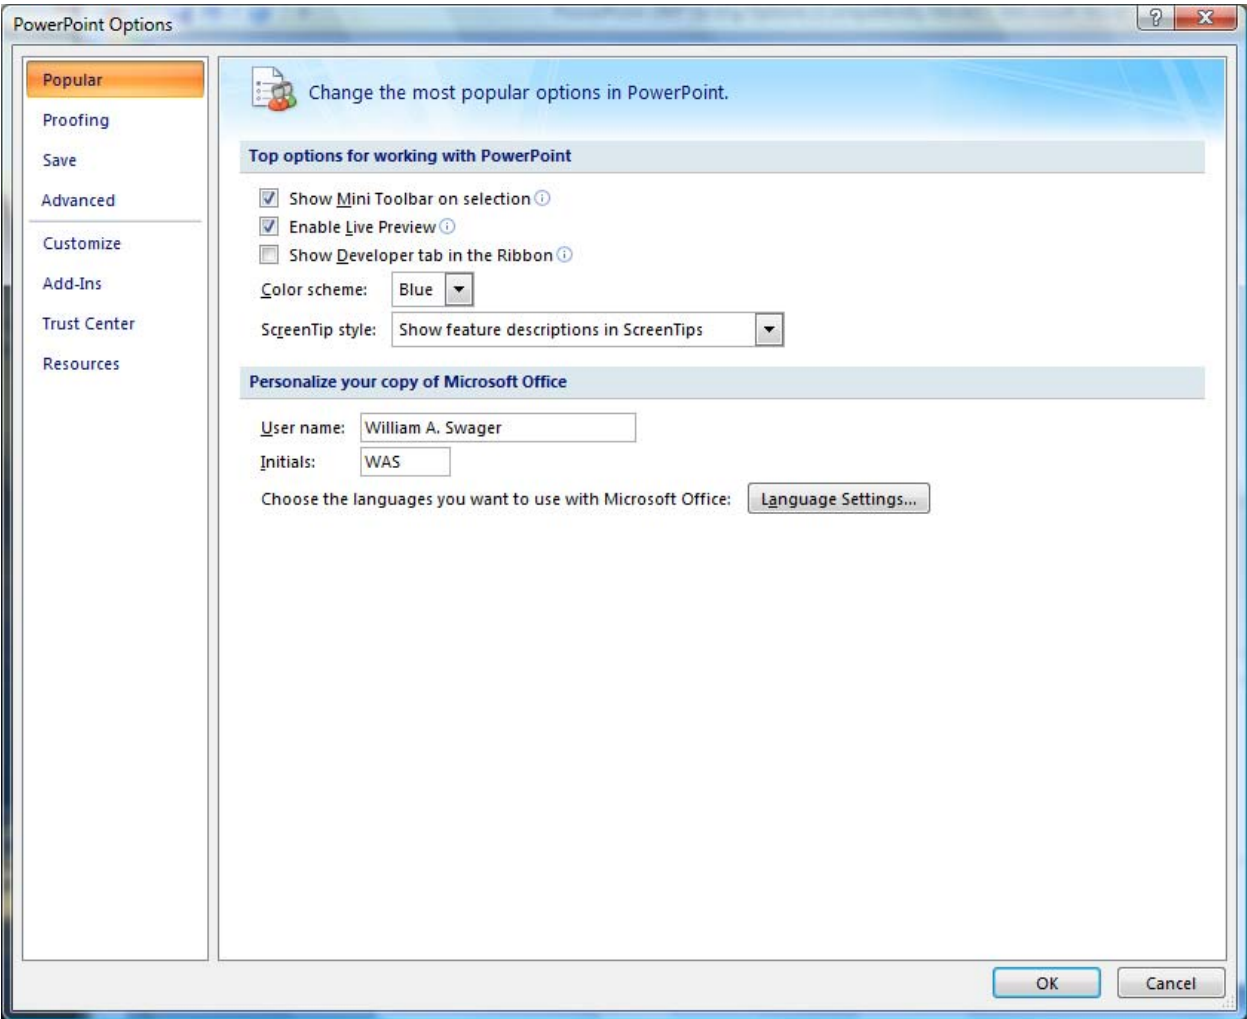 PowerPoint Options
Popular
Proofing
Save
Advanced
Customize
Add-Ins
Trust Center
Resources
Change the most popular options in PowerPoint.
Top options for working with PowerPoint
Show Mini Toolbar on selection
Enable Live Preview
Show Developer tab in the Ribbon
Color scheme: Blue
ScreenTip style: Show feature descriptions in ScreenTips
Personalize your copy of Microsoft Office
User name: William A. Swager
Initials: WAS
Choose the languages you want to use with Microsoft Office: Language Settings...
OK Cancel